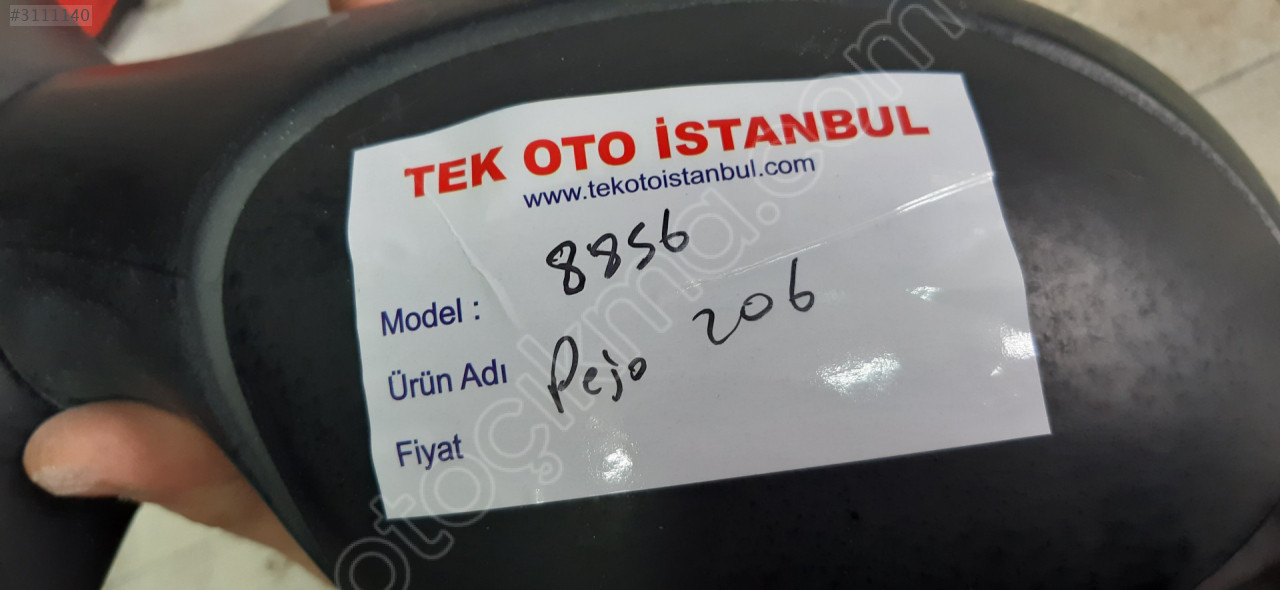 #3111140
TEK OTO İSTANBUL
www.tekotoistanbul.com
8856
Model :
Ürün Adı Pejo 206
Fiyat
otoçıkma.com